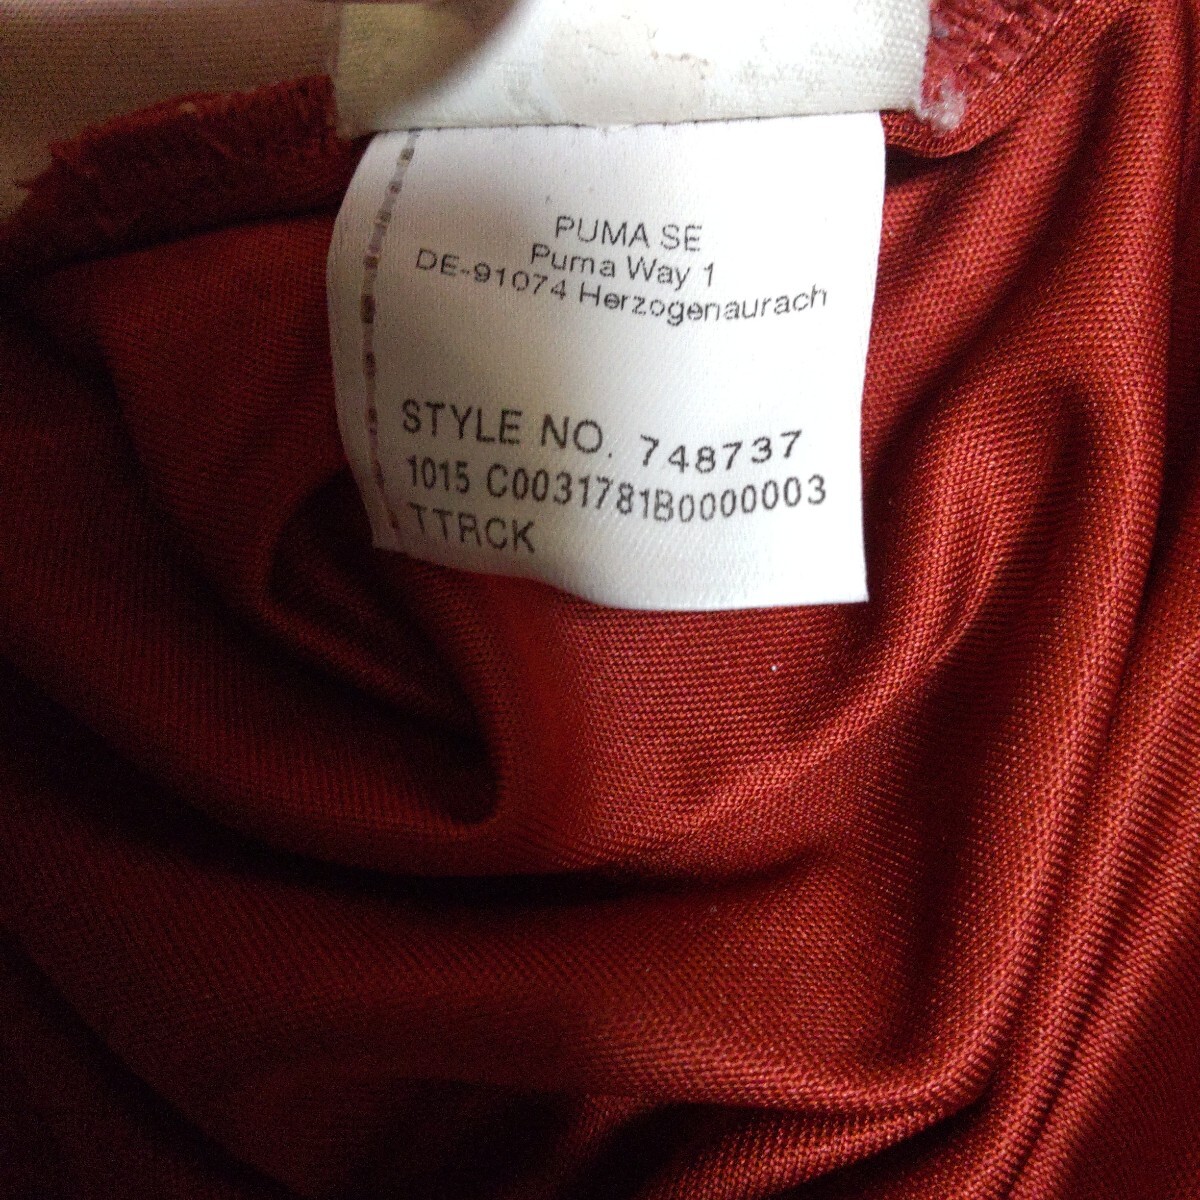 PUMA SE
Puma Way 1
DE-91074 Herzogenaurach
STYLE NO. 748737
1015 C0031781B0000003
TTRCK